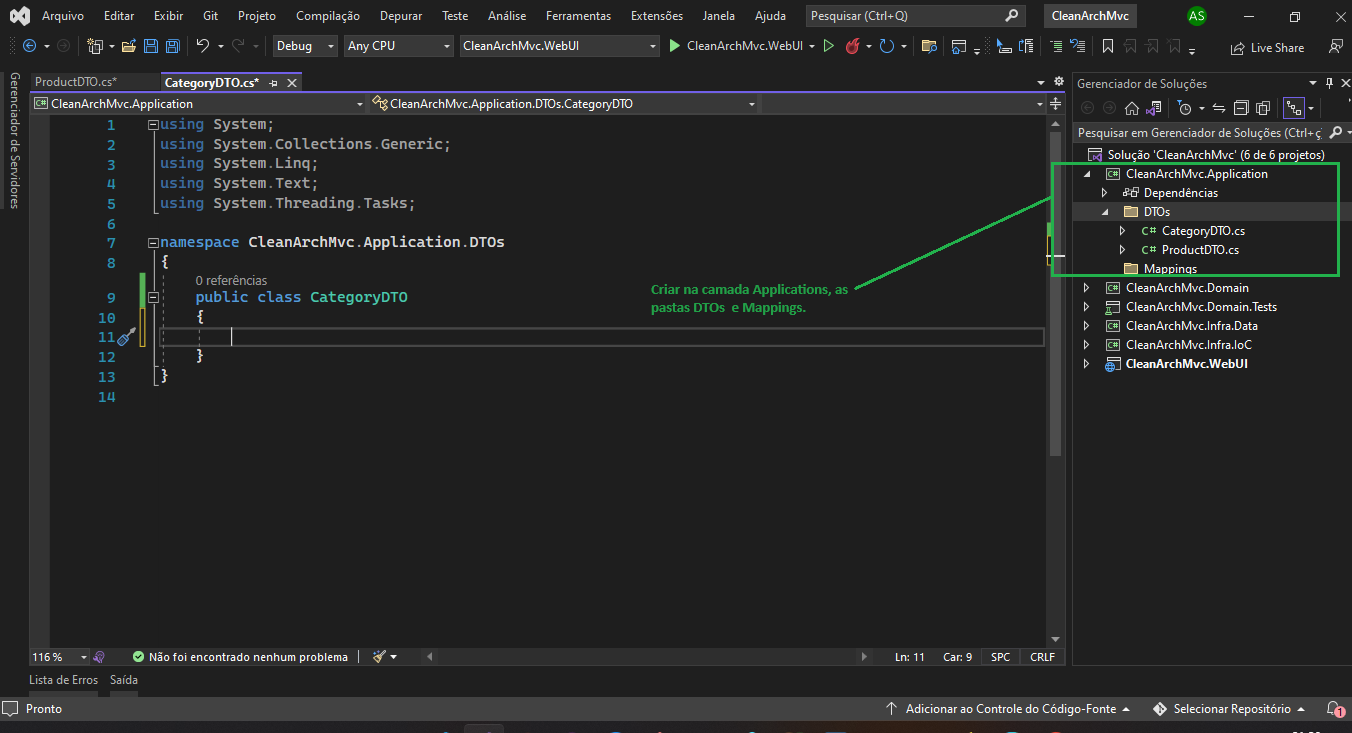 Arquivo Editar Exibir Git Projeto Compilação Depurar Teste Análise Ferramentas Extensões Janela Ajuda Pesquisar (Ctrl+Q) CleanArchMvc AS
Debug Any CPU CleanArchMvc.WebUI CleanArchMvc.WebUI Live Share
Gerenciador de Servidores
ProductDTO.cs* CategoryDTO.cs*
CleanArchMvc.Application CleanArchMvc.Application.DTOs.CategoryDTO
1 using System;
2 using System.Collections.Generic;
3 using System.Linq;
4 using System.Text;
5 using System.Threading.Tasks;
6
7 namespace CleanArchMvc.Application.DTOs
8 {
0 referências
9 public class CategoryDTO
10 {
11
12 }
13 }
14
Criar na camada Applications, as
pastas DTOs e Mappings.
Gerenciador de Soluções
Pesquisar em Gerenciador de Soluções (Ctrl+ç
Solução 'CleanArchMvc' (6 de 6 projetos)
C# CleanArchMvc.Application
Dependências
DTOs
C# CategoryDTO.cs
C# ProductDTO.cs
Mappings
C# CleanArchMvc.Domain
CleanArchMvc.Domain.Tests
C# CleanArchMvc.Infra.Data
C# CleanArchMvc.Infra.IoC
CleanArchMvc.WebUI
116 % Não foi encontrado nenhum problema Ln: 11 Car: 9 SPC CRLF
Lista de Erros Saída
Pronto Adicionar ao Controle do Código-Fonte Selecionar Repositório 1